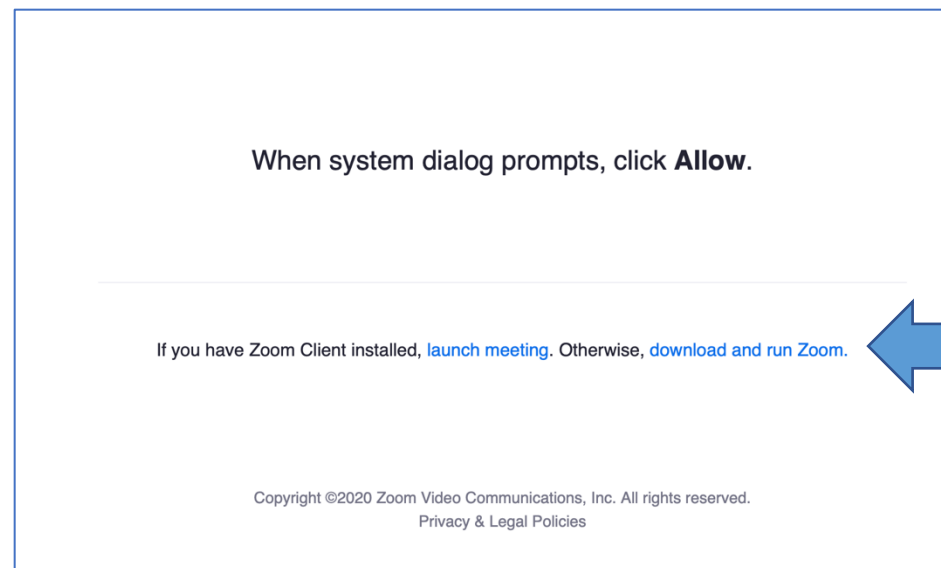 When system dialog prompts, click Allow.
If you have Zoom Client installed, launch meeting. Otherwise, download and run Zoom.
Copyright ©2020 Zoom Video Communications, Inc. All rights reserved.
Privacy & Legal Policies